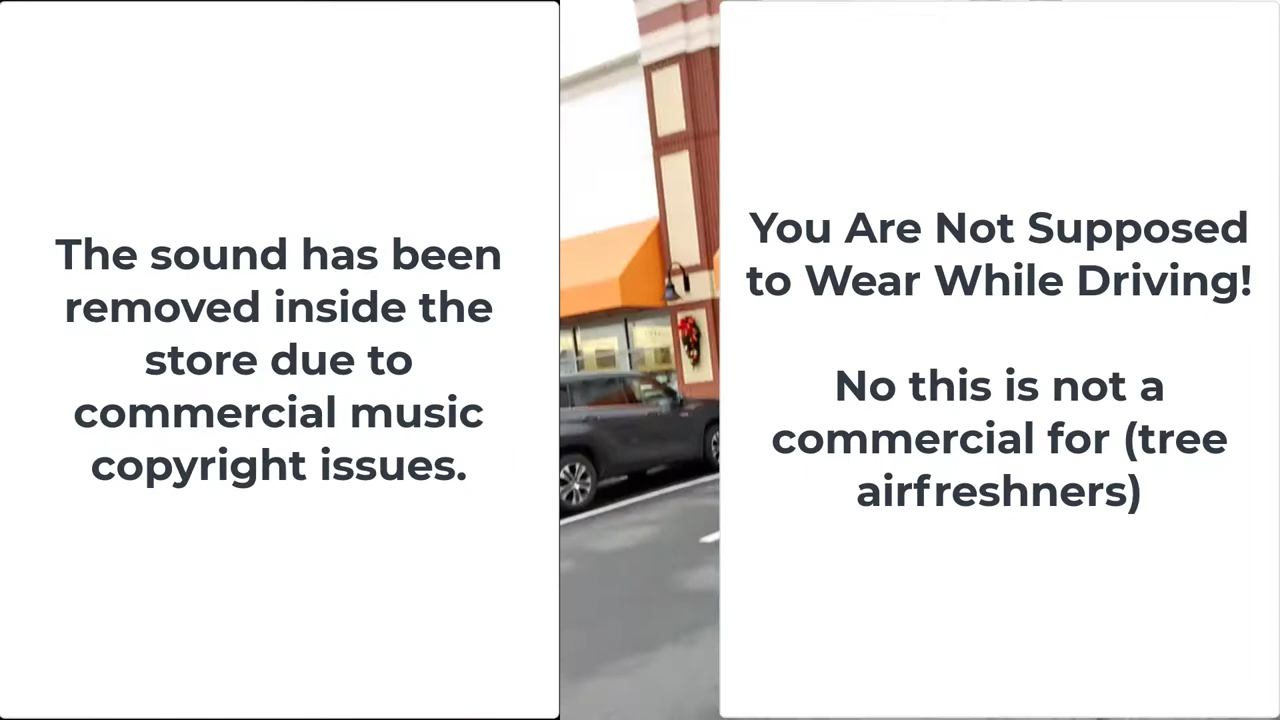 The sound has been
removed inside the
store due to
commercial music
copyright issues.
You Are Not Supposed
to Wear While Driving!
No this is not a
commercial for (tree
airfreshners)